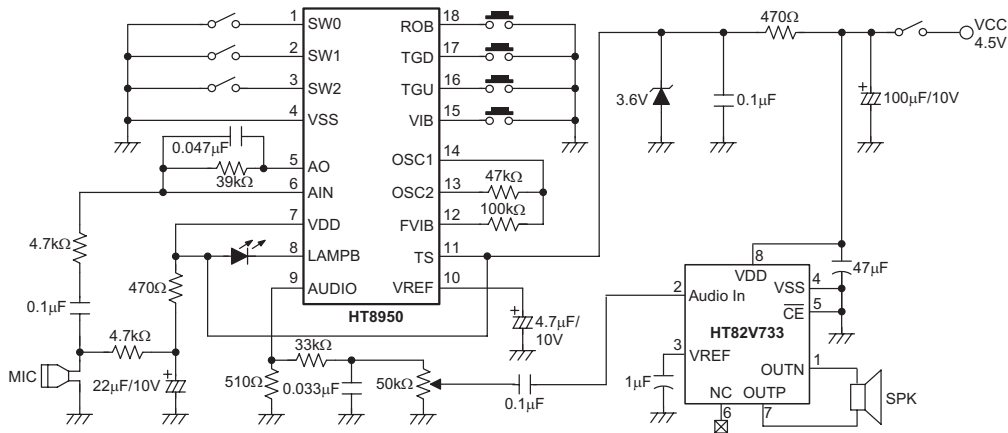 1 SW0
2 SW1
3 SW2
4 VSS
5 AO
6 AIN
7 VDD
8 LAMPB
9 AUDIO
18 ROB
17 TGD
16 TGU
15 VIB
14 OSC1
13 OSC2
12 FVIB
11 TS
10 VREF
HT8950
0.047μF
39kΩ
4.7kΩ
0.1μF
MIC
4.7kΩ
470Ω
22μF/10V
+
510Ω
33kΩ
0.033μF
50kΩ
0.1μF
47kΩ
100kΩ
+
4.7μF/
10V
3.6V
0.1μF
470Ω
VCC
4.5V
+
100μF/10V
47μF
2 Audio In
3 VREF
1μF
8
VDD
VSS 4
CE 5
HT82V733
OUTN 1
NC OUTP
6 7
SPK